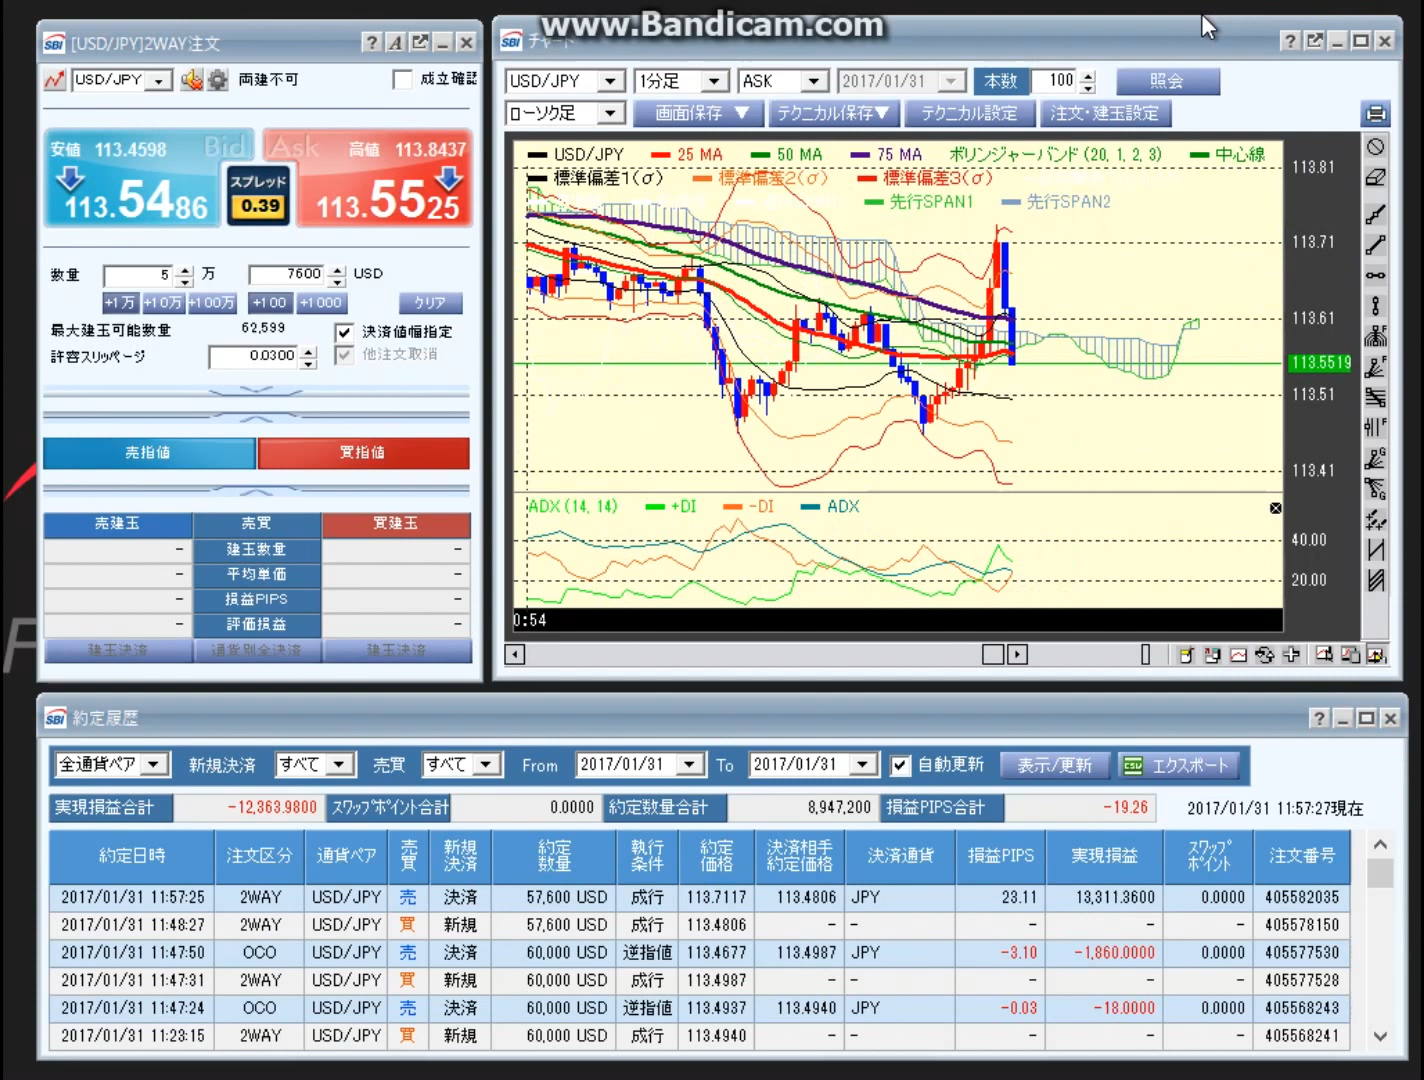 www.Bandicam.com
SBI [USD/JPY]2WAY注文
USD/JPY 両建不可 成立確認
Bid Ask
安値 113.4598 高値 113.8437
スプレッド
113.5486 0.39 113.5525
数量 5 万 7600 USD
+1万 +10万 +100万 +100 +1000 クリア
最大建玉可能数量 62,599 決済値幅指定
許容スリッページ 0.0300 他注文取消
売指値 買指値
売建玉 売買 買建玉
- 建玉数量 -
- 平均単価 -
- 損益PIPS -
- 評価損益 -
建玉決済 通貨別全決済 建玉決済
SBI チャート
USD/JPY 1分足 ASK 2017/01/31 本数 100 照会
ローソク足 画面保存 ▼ テクニカル保存▼ テクニカル設定 注文・建玉設定
USD/JPY 25 MA 50 MA 75 MA ボリンジャーバンド (20, 1, 2, 3) 中心線
標準偏差1(σ) 標準偏差2(σ) 標準偏差3(σ)
先行SPAN1 先行SPAN2
113.81
113.71
113.61
113.5519
113.51
113.41
ADX (14, 14) +DI -DI ADX
40.00
20.00
0:54
SBI 約定履歴
全通貨ペア 新規決済 すべて 売買 すべて From 2017/01/31 To 2017/01/31 自動更新 表示/更新 CSV エクスポート
実現損益合計 -12,363.9800 スワップポイント合計 0.0000 約定数量合計 8,947,200 損益PIPS合計 -19.26 2017/01/31 11:57:27現在
約定日時 注文区分 通貨ペア 売買 新規決済 約定数量 執行条件 約定価格 決済相手約定価格 決済通貨 損益PIPS 実現損益 スワップポイント 注文番号
2017/01/31 11:57:25 2WAY USD/JPY 売 決済 57,600 USD 成行 113.7117 113.4806 JPY 23.11 13,311.3600 0.0000 405582035
2017/01/31 11:48:27 2WAY USD/JPY 買 新規 57,600 USD 成行 113.4806 - - - - - 405578150
2017/01/31 11:47:50 OCO USD/JPY 売 決済 60,000 USD 逆指値 113.4677 113.4987 JPY -3.10 -1,860.0000 0.0000 405577530
2017/01/31 11:47:31 2WAY USD/JPY 買 新規 60,000 USD 成行 113.4987 - - - - - 405577528
2017/01/31 11:47:24 OCO USD/JPY 売 決済 60,000 USD 逆指値 113.4937 113.4940 JPY -0.03 -18.0000 0.0000 405568243
2017/01/31 11:23:15 2WAY USD/JPY 買 新規 60,000 USD 成行 113.4940 - - - - - 405568241